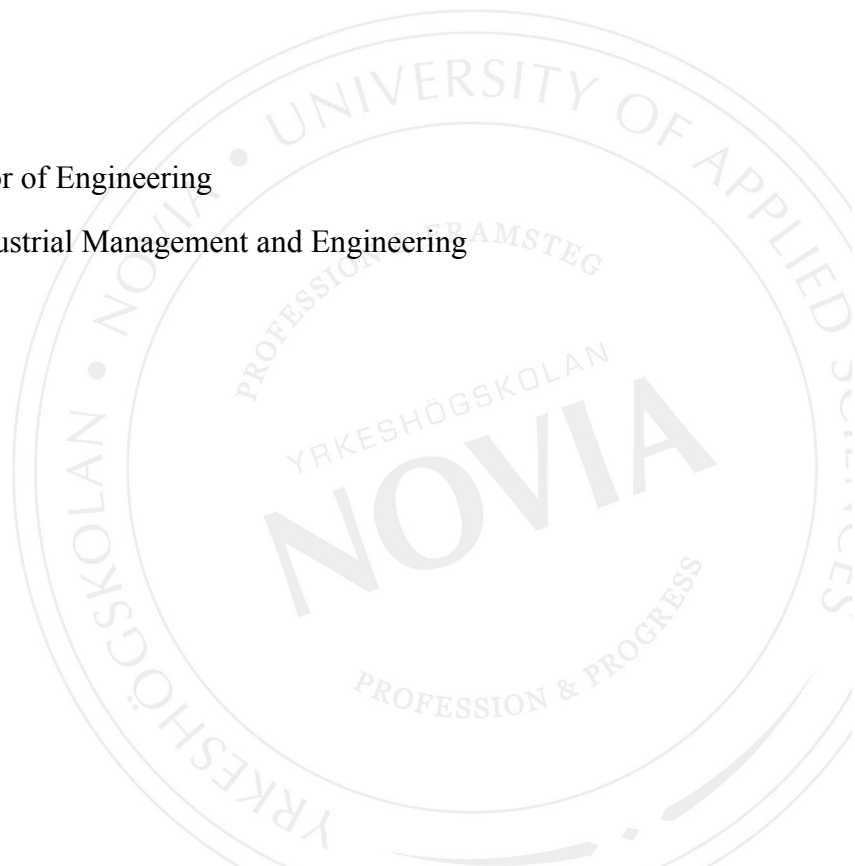 or of Engineering
ustrial Management and Engineering
• NOVIA • UNIVERSITY OF APPLIED SCIENCES
YRKESHÖGSKOLAN
PROFESSION & FRAMSTEG
YRKESHÖGSKOLAN
NOVIA
PROFESSION & PROGRESS